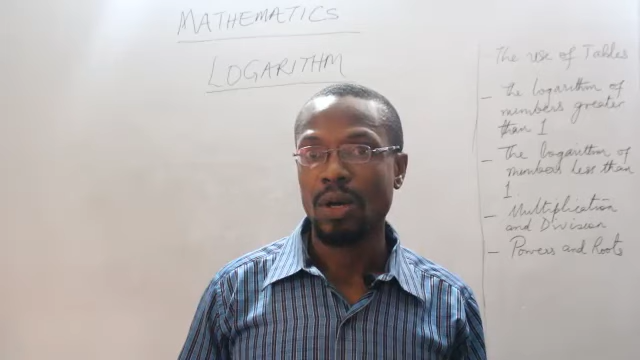 MATHEMATICS
LOGARITHM
The use of Tables
- The logarithm of
numbers greater
than 1
- The logarithm of
numbers less than
1
- Multiplication
and Division
- Powers and Roots